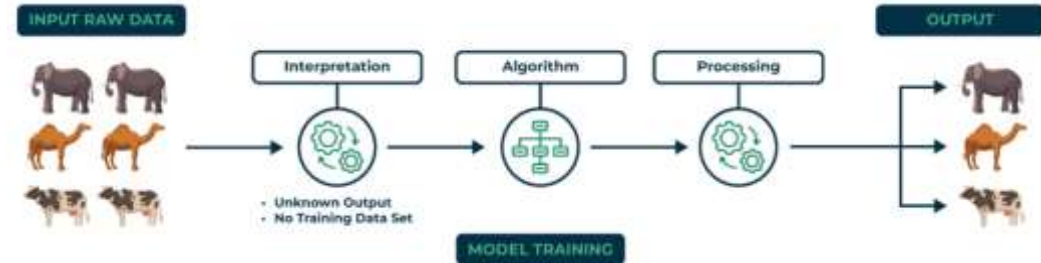 INPUT RAW DATA
OUTPUT
Interpretation
Algorithm
Processing
• Unknown Output
• No Training Data Set
MODEL TRAINING